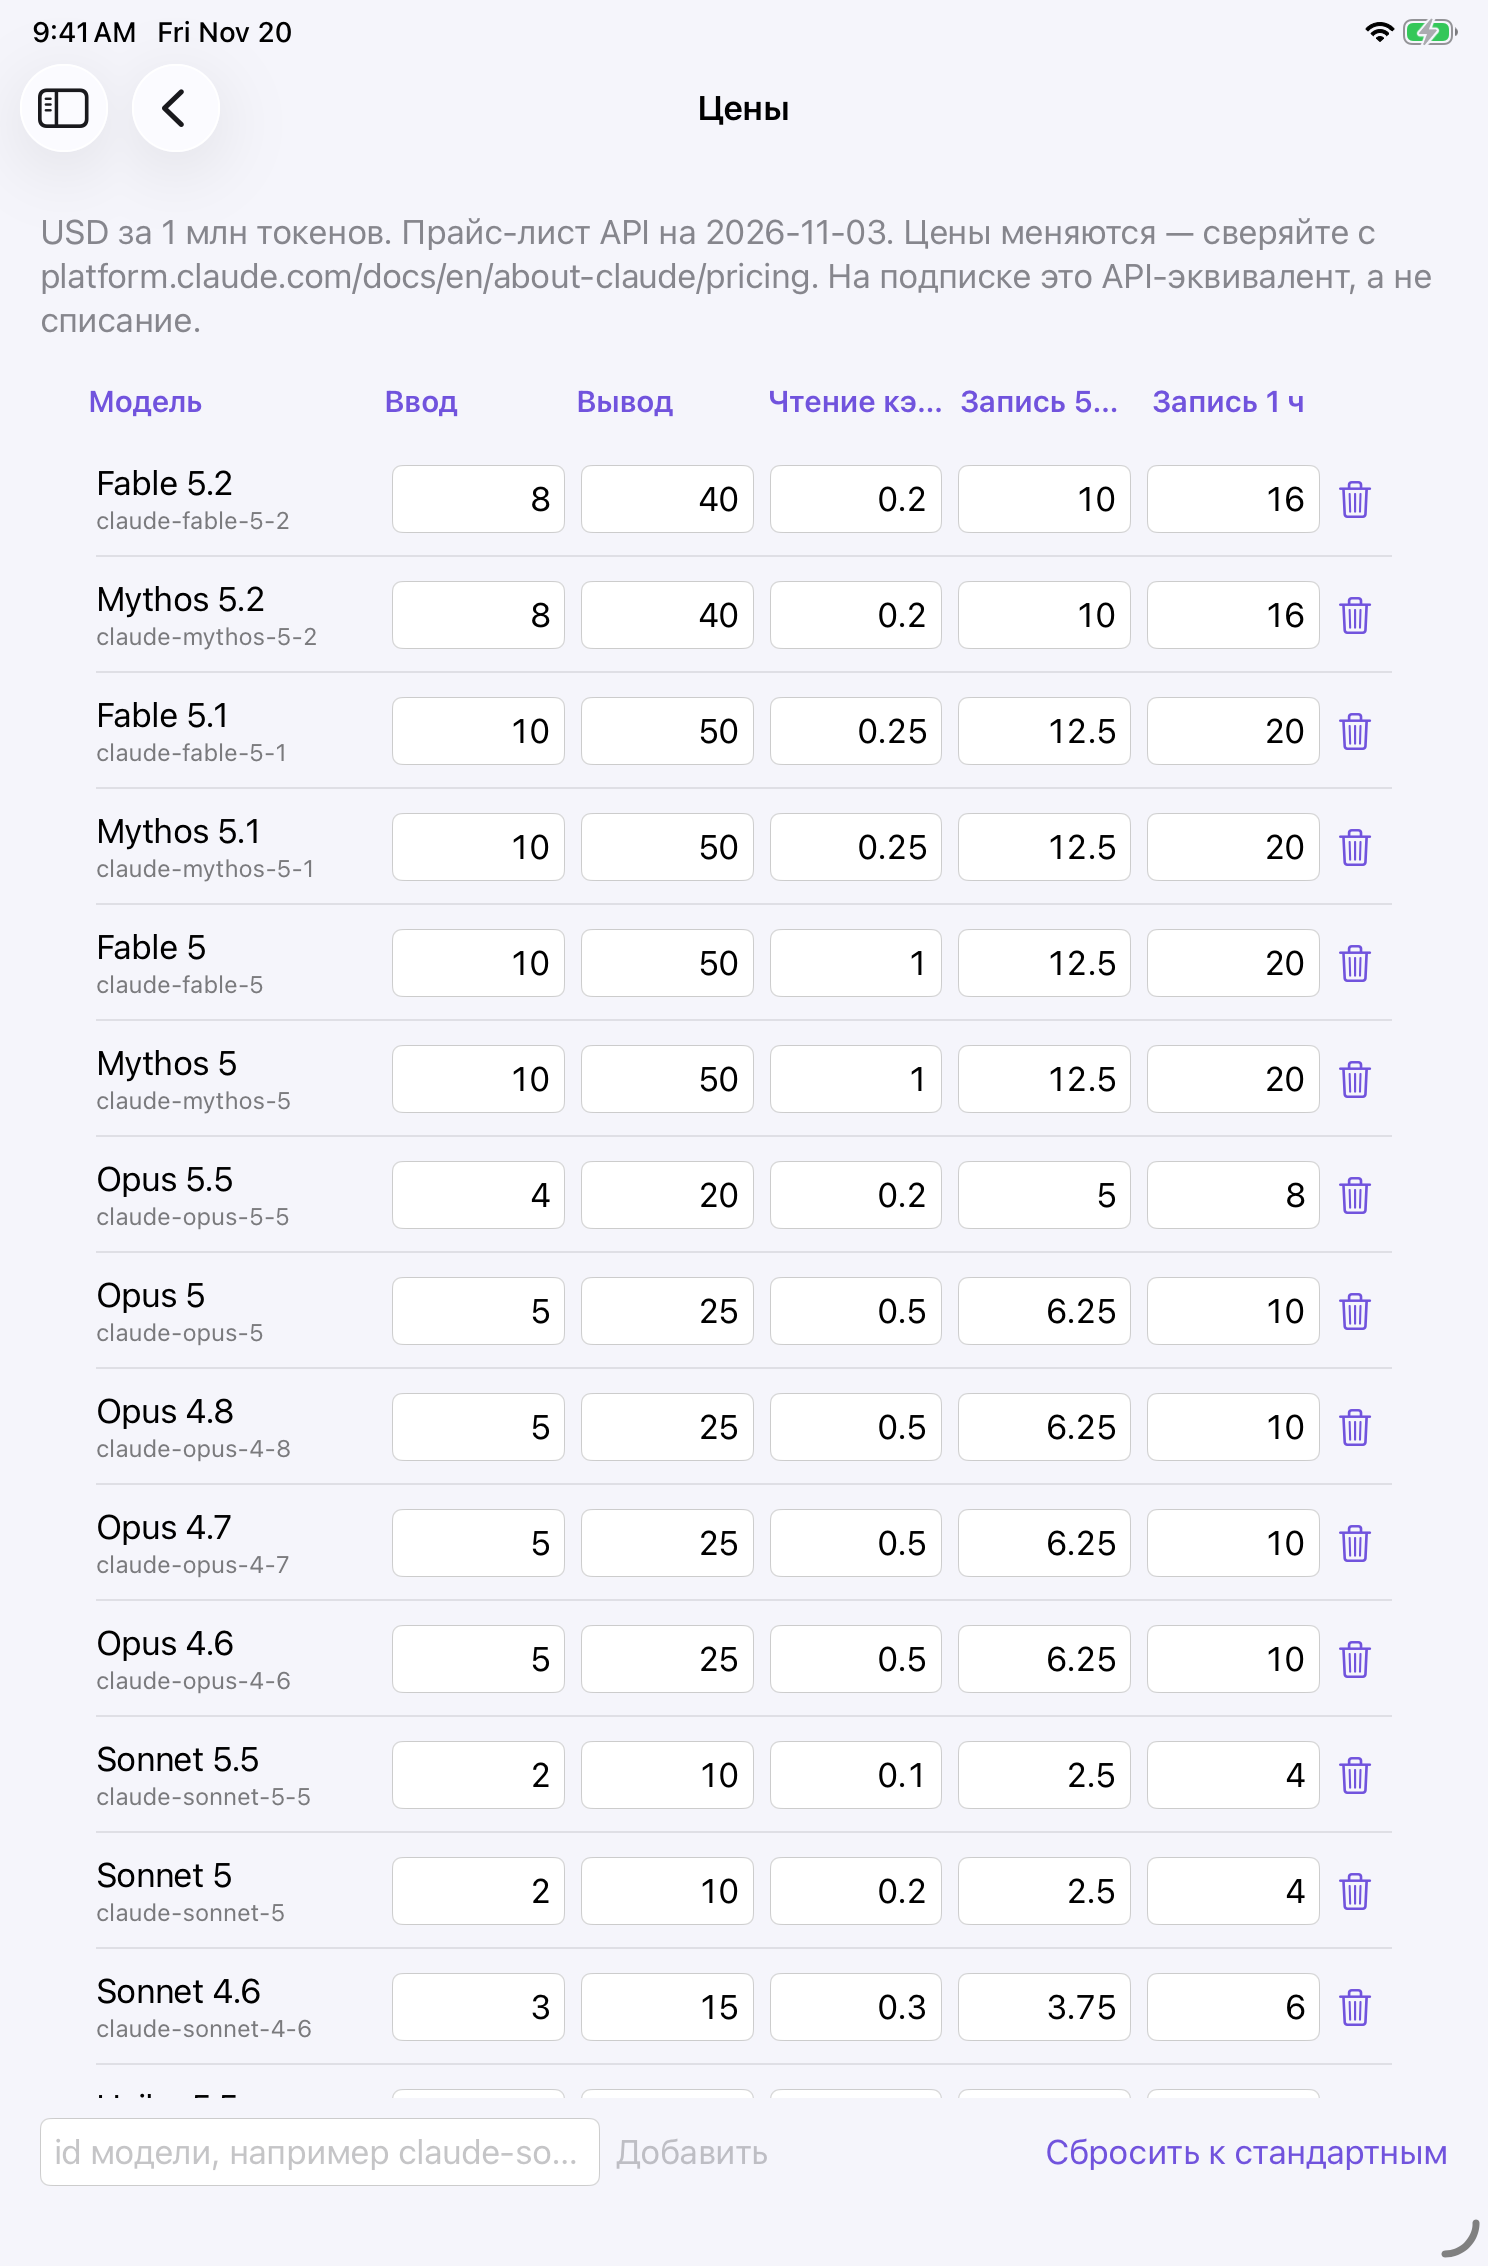 9:41 AM Fri Nov 20
Цены
USD за 1 млн токенов. Прайс-лист API на 2026-11-03. Цены меняются — сверяйте с
platform.claude.com/docs/en/about-claude/pricing. На подписке это API-эквивалент, а не
списание.
Модель Ввод Вывод Чтение кэ... Запись 5... Запись 1 ч
Fable 5.2 8 40 0.2 10 16
claude-fable-5-2
Mythos 5.2 8 40 0.2 10 16
claude-mythos-5-2
Fable 5.1 10 50 0.25 12.5 20
claude-fable-5-1
Mythos 5.1 10 50 0.25 12.5 20
claude-mythos-5-1
Fable 5 10 50 1 12.5 20
claude-fable-5
Mythos 5 10 50 1 12.5 20
claude-mythos-5
Opus 5.5 4 20 0.2 5 8
claude-opus-5-5
Opus 5 5 25 0.5 6.25 10
claude-opus-5
Opus 4.8 5 25 0.5 6.25 10
claude-opus-4-8
Opus 4.7 5 25 0.5 6.25 10
claude-opus-4-7
Opus 4.6 5 25 0.5 6.25 10
claude-opus-4-6
Sonnet 5.5 2 10 0.1 2.5 4
claude-sonnet-5-5
Sonnet 5 2 10 0.2 2.5 4
claude-sonnet-5
Sonnet 4.6 3 15 0.3 3.75 6
claude-sonnet-4-6
id модели, например claude-so... Добавить Сбросить к стандартным